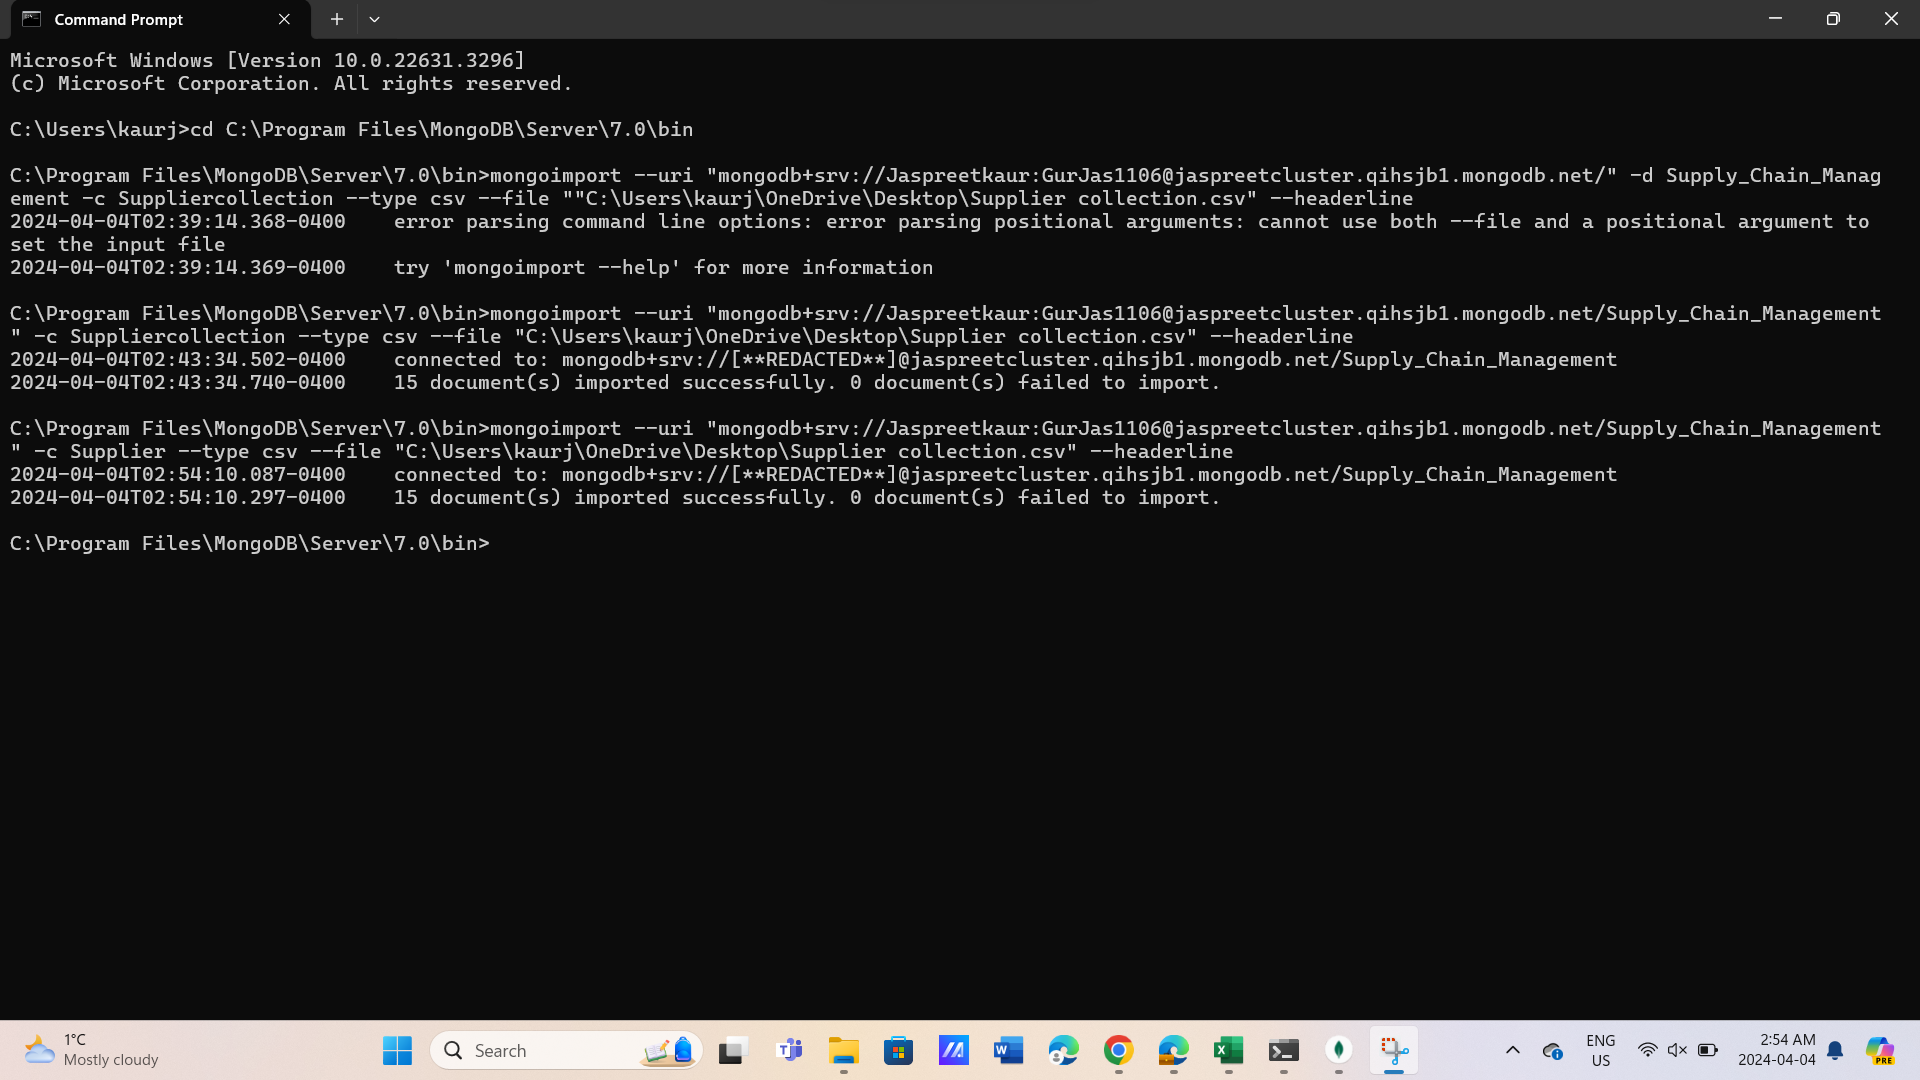 Command Prompt
Microsoft Windows [Version 10.0.22631.3296]
(c) Microsoft Corporation. All rights reserved.
C:\Users\kaurj>cd C:\Program Files\MongoDB\Server\7.0\bin
C:\Program Files\MongoDB\Server\7.0\bin>mongoimport --uri "mongodb+srv://Jaspreetkaur:GurJas1106@jaspreetcluster.qihsjb1.mongodb.net/" -d Supply_Chain_Manag
ement -c Suppliercollection --type csv --file ""C:\Users\kaurj\OneDrive\Desktop\Supplier collection.csv" --headerline
2024-04-04T02:39:14.368-0400    error parsing command line options: error parsing positional arguments: cannot use both --file and a positional argument to
set the input file
2024-04-04T02:39:14.369-0400    try 'mongoimport --help' for more information
C:\Program Files\MongoDB\Server\7.0\bin>mongoimport --uri "mongodb+srv://Jaspreetkaur:GurJas1106@jaspreetcluster.qihsjb1.mongodb.net/Supply_Chain_Management
" -c Suppliercollection --type csv --file "C:\Users\kaurj\OneDrive\Desktop\Supplier collection.csv" --headerline
2024-04-04T02:43:34.502-0400    connected to: mongodb+srv://[**REDACTED**]@jaspreetcluster.qihsjb1.mongodb.net/Supply_Chain_Management
2024-04-04T02:43:34.740-0400    15 document(s) imported successfully. 0 document(s) failed to import.
C:\Program Files\MongoDB\Server\7.0\bin>mongoimport --uri "mongodb+srv://Jaspreetkaur:GurJas1106@jaspreetcluster.qihsjb1.mongodb.net/Supply_Chain_Management
" -c Supplier --type csv --file "C:\Users\kaurj\OneDrive\Desktop\Supplier collection.csv" --headerline
2024-04-04T02:54:10.087-0400    connected to: mongodb+srv://[**REDACTED**]@jaspreetcluster.qihsjb1.mongodb.net/Supply_Chain_Management
2024-04-04T02:54:10.297-0400    15 document(s) imported successfully. 0 document(s) failed to import.
C:\Program Files\MongoDB\Server\7.0\bin>
1°C
Mostly cloudy
Search
ENG
US
2:54 AM
2024-04-04
PRE